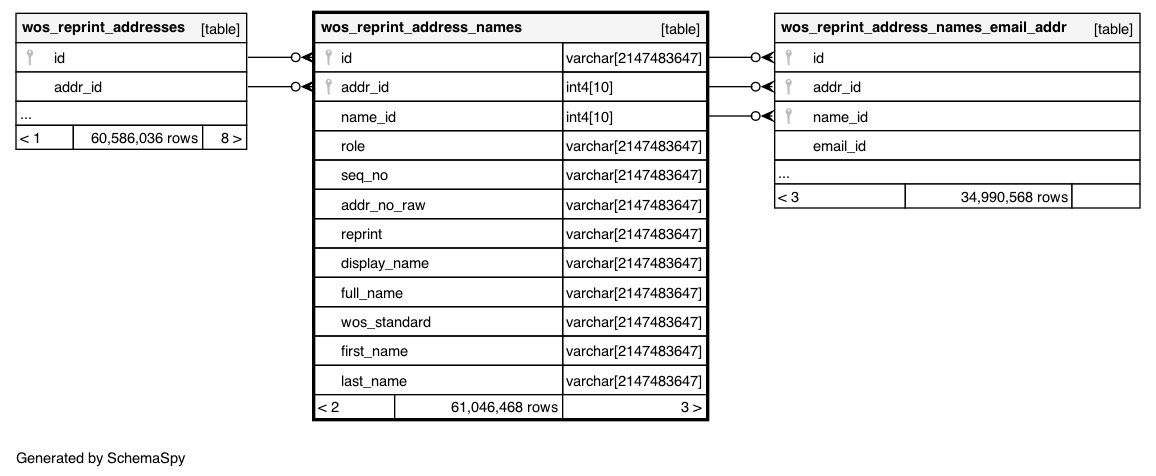 wos_reprint_addresses [table]
id
addr_id
...
< 1 60,586,036 rows 8 >
wos_reprint_address_names [table]
id varchar[2147483647]
addr_id int4[10]
name_id int4[10]
role varchar[2147483647]
seq_no varchar[2147483647]
addr_no_raw varchar[2147483647]
reprint varchar[2147483647]
display_name varchar[2147483647]
full_name varchar[2147483647]
wos_standard varchar[2147483647]
first_name varchar[2147483647]
last_name varchar[2147483647]
< 2 61,046,468 rows 3 >
wos_reprint_address_names_email_addr [table]
id
addr_id
name_id
email_id
...
< 3 34,990,568 rows
Generated by SchemaSpy